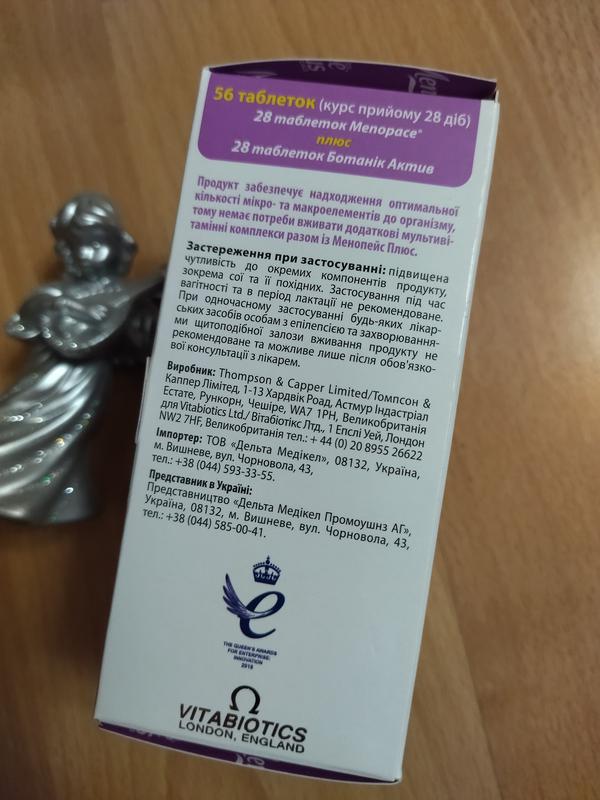 56 таблеток (курс прийому 28 діб)
28 таблеток Menopace®
плюс
28 таблеток Ботанік Актив
Продукт забезпечує надходження оптимальної
кількості мікро- та макроелементів до організму,
тому немає потреби вживати додаткові мультиві-
тамінні комплекси разом із Менопейс Плюс.
Застереження при застосуванні: підвищена
чутливість до окремих компонентів продукту,
зокрема сої та її похідних. Застосування під час
вагітності та в період лактації не рекомендоване.
При одночасному застосуванні будь-яких лікар-
ських засобів особам з епілепсією та захворювання-
ми щитоподібної залози вживання продукту не
рекомендоване та можливе лише після обов'язко-
вої консультації з лікарем.
Виробник: Thompson & Capper Limited/Томпсон &
Каппер Лімітед, 1-13 Хардвік Роад, Астмур Індастріал
Естате, Рункорн, Чешіре, WA7 1PH, Великобританія
для Vitabiotics Ltd./ Вітабіотікс Лтд., 1 Епслі Уей, Лондон
NW2 7HF, Великобританія тел.: + 44 (0) 20 8955 26622
Імпортер: ТОВ «Дельта Медікел», 08132, Україна,
м. Вишневе, вул. Чорновола, 43,
тел.: +38 (044) 593-33-55.
Представник в Україні:
Представництво «Дельта Медікел Промоушнз АГ»,
Україна, 08132, м. Вишневе, вул. Чорновола, 43,
тел.: +38 (044) 585-00-41.
THE QUEEN'S AWARDS
FOR ENTERPRISE:
INNOVATION
2018
VITABIOTICS
LONDON, ENGLAND